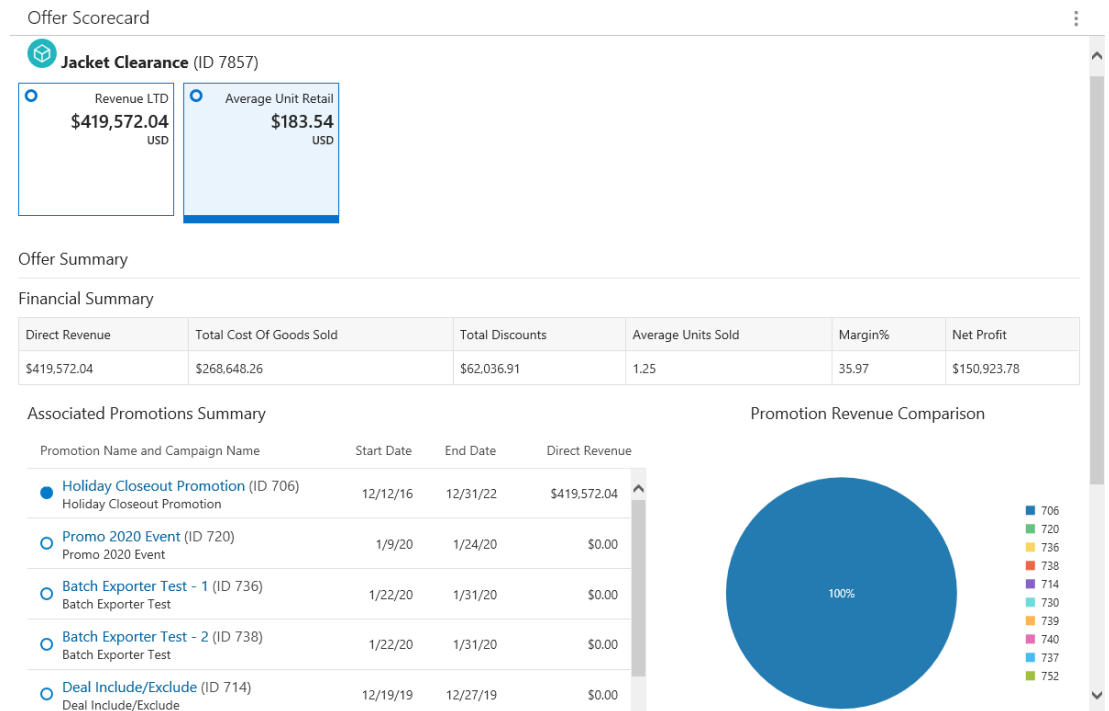 Offer Scorecard
Jacket Clearance (ID 7857)
Revenue LTD
$419,572.04
USD
Average Unit Retail
$183.54
USD
Offer Summary
Financial Summary
Direct Revenue Total Cost Of Goods Sold Total Discounts Average Units Sold Margin% Net Profit
$419,572.04 $268,648.26 $62,036.91 1.25 35.97 $150,923.78
Associated Promotions Summary
Promotion Name and Campaign Name Start Date End Date Direct Revenue
Holiday Closeout Promotion (ID 706) 12/12/16 12/31/22 $419,572.04
Holiday Closeout Promotion
Promo 2020 Event (ID 720) 1/9/20 1/24/20 $0.00
Promo 2020 Event
Batch Exporter Test - 1 (ID 736) 1/22/20 1/31/20 $0.00
Batch Exporter Test
Batch Exporter Test - 2 (ID 738) 1/22/20 1/31/20 $0.00
Batch Exporter Test
Deal Include/Exclude (ID 714) 12/19/19 12/27/19 $0.00
Deal Include/Exclude
Promotion Revenue Comparison
100%
706
720
736
738
714
730
739
740
737
752